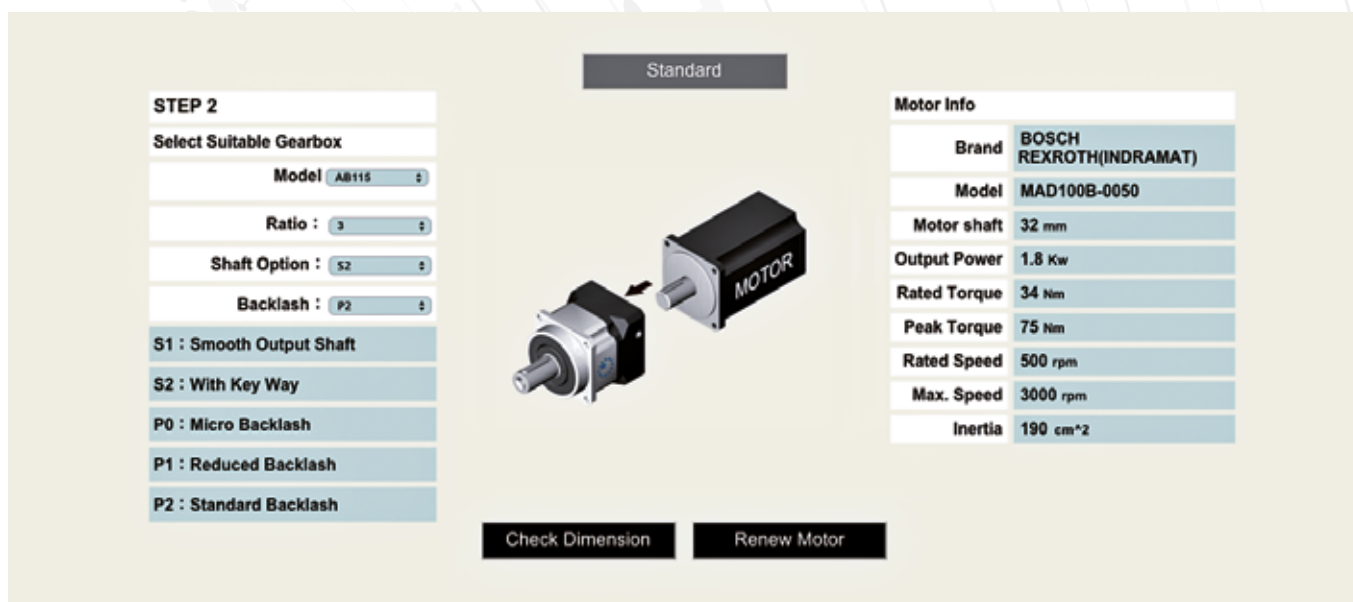 Standard
STEP 2
Select Suitable Gearbox
Model AB115
Ratio : 3
Shaft Option : S2
Backlash : P2
S1 : Smooth Output Shaft
S2 : With Key Way
P0 : Micro Backlash
P1 : Reduced Backlash
P2 : Standard Backlash
MOTOR
Motor Info
Brand BOSCH
REXROTH(INDRAMAT)
Model MAD100B-0050
Motor shaft 32 mm
Output Power 1.8 Kw
Rated Torque 34 Nm
Peak Torque 75 Nm
Rated Speed 500 rpm
Max. Speed 3000 rpm
Inertia 190 cm^2
Check Dimension
Renew Motor